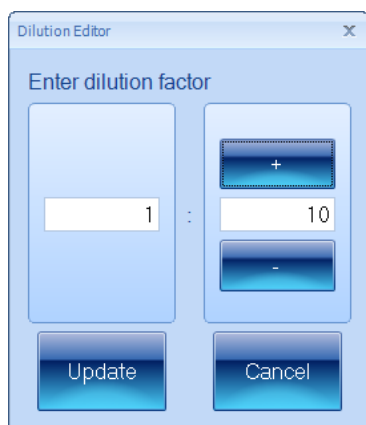 Dilution Editor x
Enter dilution factor
+
1 : 10
-
Update Cancel